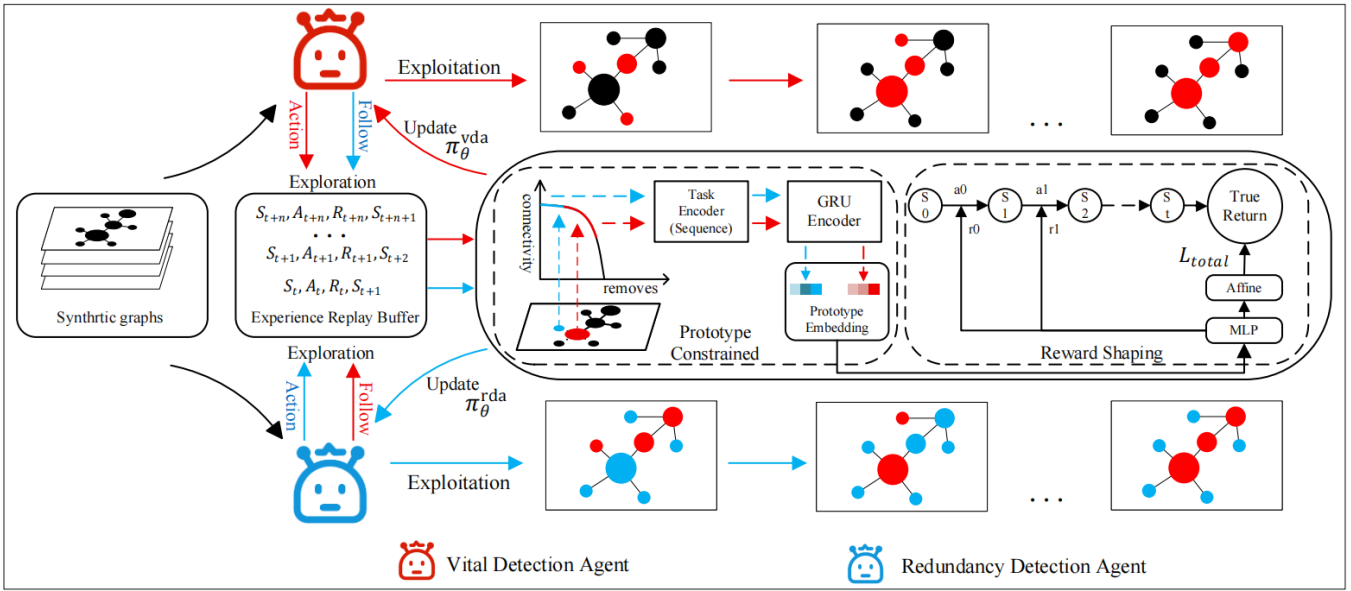 Exploitation
Action
Follow
Update
π_θ^vda
Exploration
S_{t+n}, A_{t+n}, R_{t+n}, S_{t+n+1}
...
S_{t+1}, A_{t+1}, R_{t+1}, S_{t+2}
S_t, A_t, R_t, S_{t+1}
Experience Replay Buffer
Synthrtic graphs
connectivity
removes
Task
Encoder
(Sequence)
GRU
Encoder
Prototype
Embedding
Prototype
Constrained
S
0
a0
r0
S
1
a1
r1
S
2
S
t
True
Return
L_total
Affine
MLP
Reward Shaping
...
Exploration
Action
Follow
Update
π_θ^rda
Exploitation
...
Vital Detection Agent
Redundancy Detection Agent